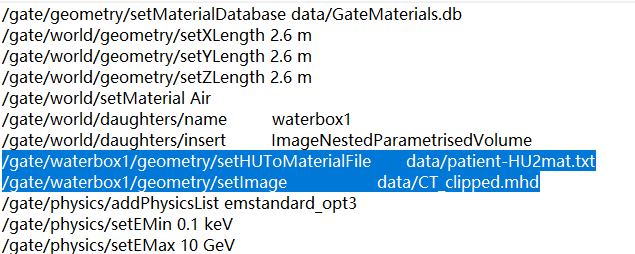 /gate/geometry/setMaterialDatabase data/GateMaterials.db
/gate/world/geometry/setXLength 2.6 m
/gate/world/geometry/setYLength 2.6 m
/gate/world/geometry/setZLength 2.6 m
/gate/world/setMaterial Air
/gate/world/daughters/name waterbox1
/gate/world/daughters/insert ImageNestedParametrisedVolume
/gate/waterbox1/geometry/setHUToMaterialFile data/patient-HU2mat.txt
/gate/waterbox1/geometry/setImage data/CT_clipped.mhd
/gate/physics/addPhysicsList emstandard_opt3
/gate/physics/setEMin 0.1 keV
/gate/physics/setEMax 10 GeV